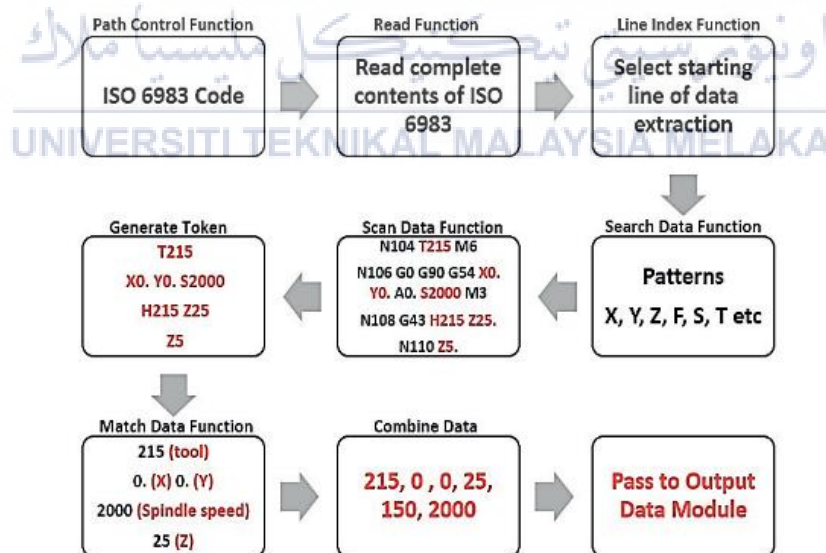 Path Control Function
ISO 6983 Code
Read Function
Read complete
contents of ISO
6983
Line Index Function
Select starting
line of data
extraction
اونيۏرسيتي تيكنيكل مليسيا ملاك
UNIVERSITI TEKNIKAL MALAYSIA MELAKA
Search Data Function
Patterns
X, Y, Z, F, S, T etc
Scan Data Function
N104 T215 M6
N106 G0 G90 G54 X0.
Y0. A0. S2000 M3
N108 G43 H215 Z25.
N110 Z5.
Generate Token
T215
X0. Y0. S2000
H215 Z25
Z5
Match Data Function
215 (tool)
0. (X) 0. (Y)
2000 (Spindle speed)
25 (Z)
Combine Data
215, 0 , 0, 25,
150, 2000
Pass to Output
Data Module